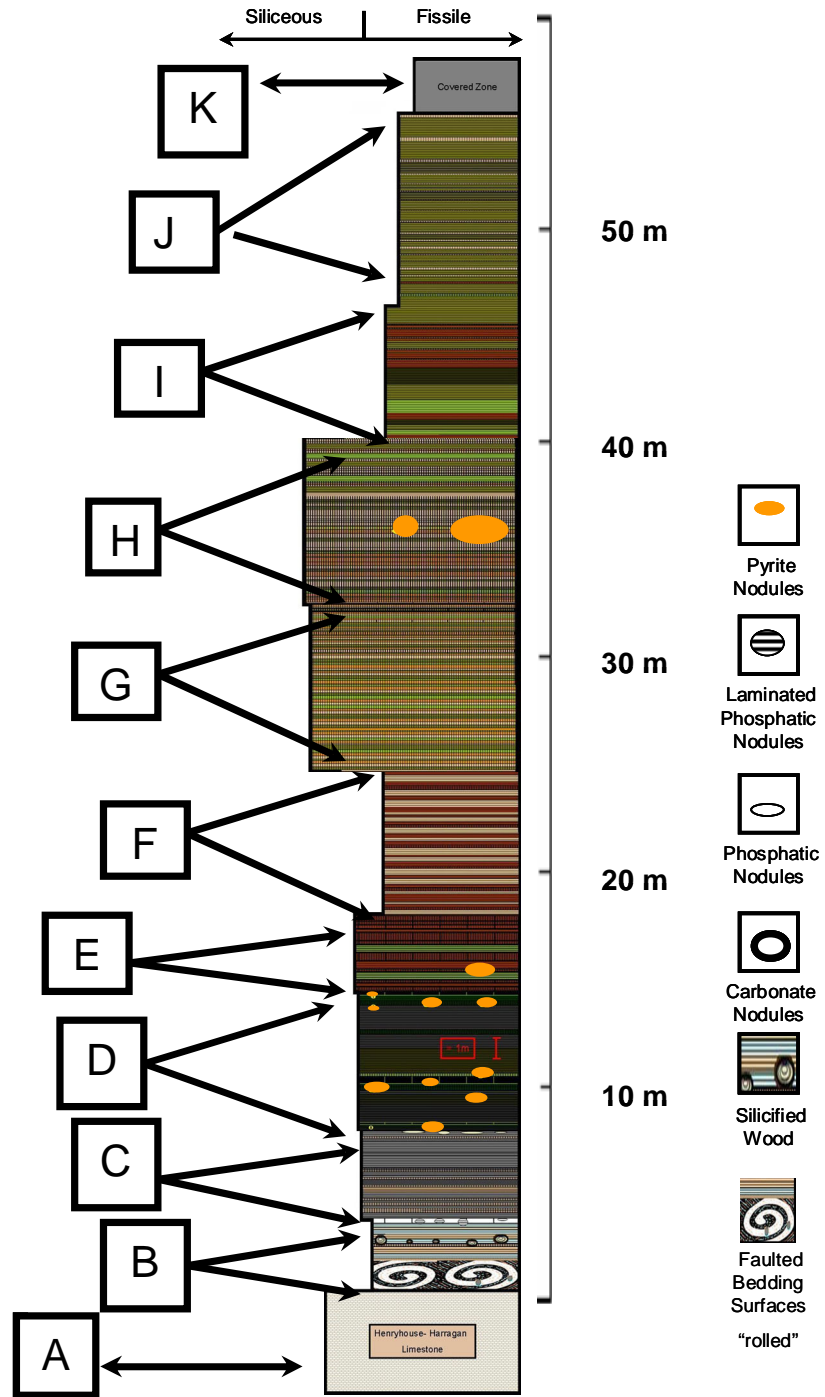 Siliceous
Fissile
K
Covered Zone
J
50 m
I
40 m
H
Pyrite
Nodules
G
30 m
Laminated
Phosphatic
Nodules
F
20 m
Phosphatic
Nodules
E
Carbonate
Nodules
= 1m
D
10 m
Silicified
Wood
C
B
Faulted
Bedding
Surfaces
"rolled"
Henryhouse- Harragan
Limestone
A